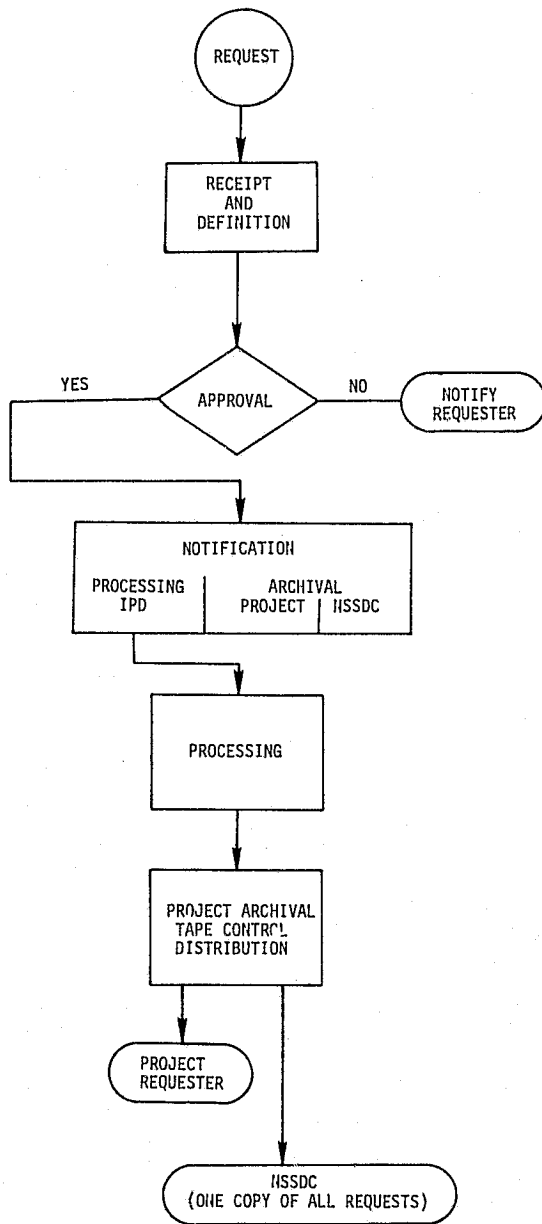 REQUEST
RECEIPT
AND
DEFINITION
YES
APPROVAL
NO
NOTIFY
REQUESTER
NOTIFICATION
PROCESSING
IPD
ARCHIVAL
PROJECT
NSSDC
PROCESSING
PROJECT ARCHIVAL
TAPE CONTROL
DISTRIBUTION
PROJECT
REQUESTER
NSSDC
(ONE COPY OF ALL REQUESTS)